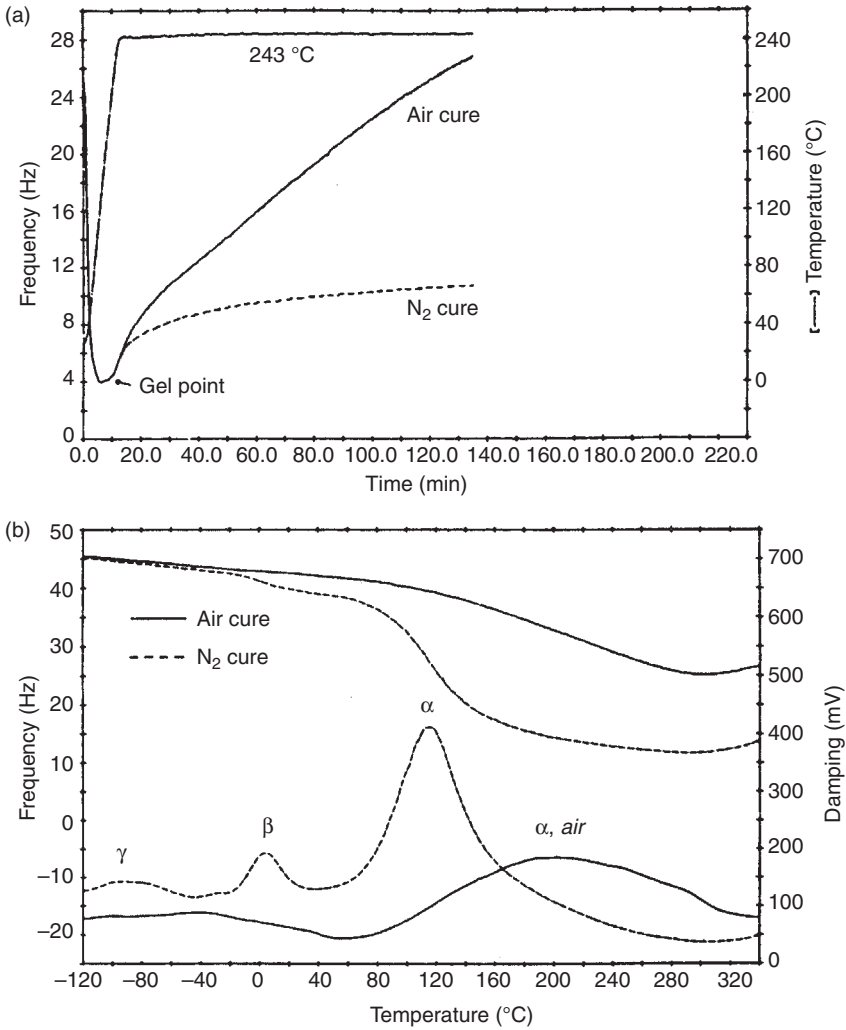 (a)
28
24
20
16
12
8
4
0
Frequency (Hz)
243 °C
Air cure
N2 cure
Gel point
240
200
160
120
80
40
0
[—] Temperature (°C)
0.0 20.0 40.0 60.0 80.0 100.0 120.0 140.0 160.0 180.0 200.0 220.0
Time (min)
(b)
50
40
30
20
15
0
−10
−20
Frequency (Hz)
Air cure
N2 cure
γ
β
α
α, air
700
600
500
400
300
200
100
0
Damping (mV)
−120 −80 −40 0 40 80 120 160 200 240 280 320
Temperature (°C)